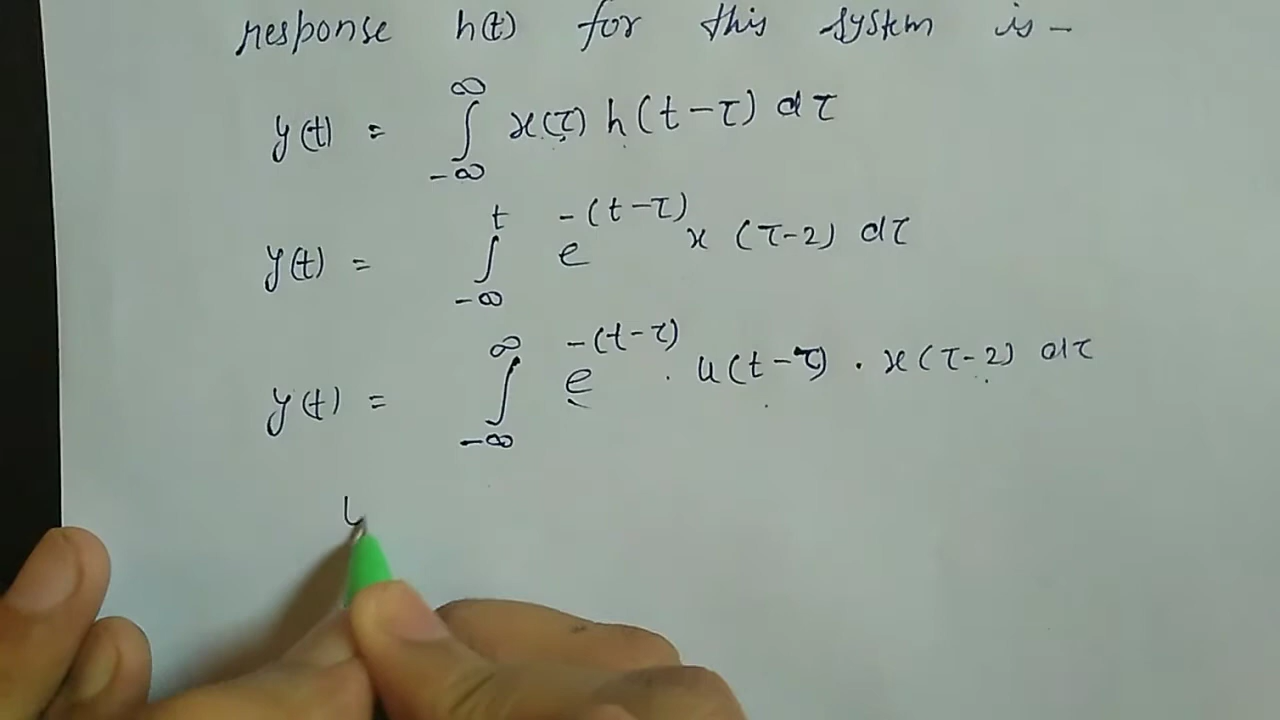 response h(t) for this system is -
y(t) = ∫_{-∞}^{∞} x(τ) h(t-τ) dτ
y(t) = ∫_{-∞}^{t} e^{-(t-τ)} x(τ-2) dτ
y(t) = ∫_{-∞}^{∞} e^{-(t-τ)} . u(t-τ) . x(τ-2) dτ